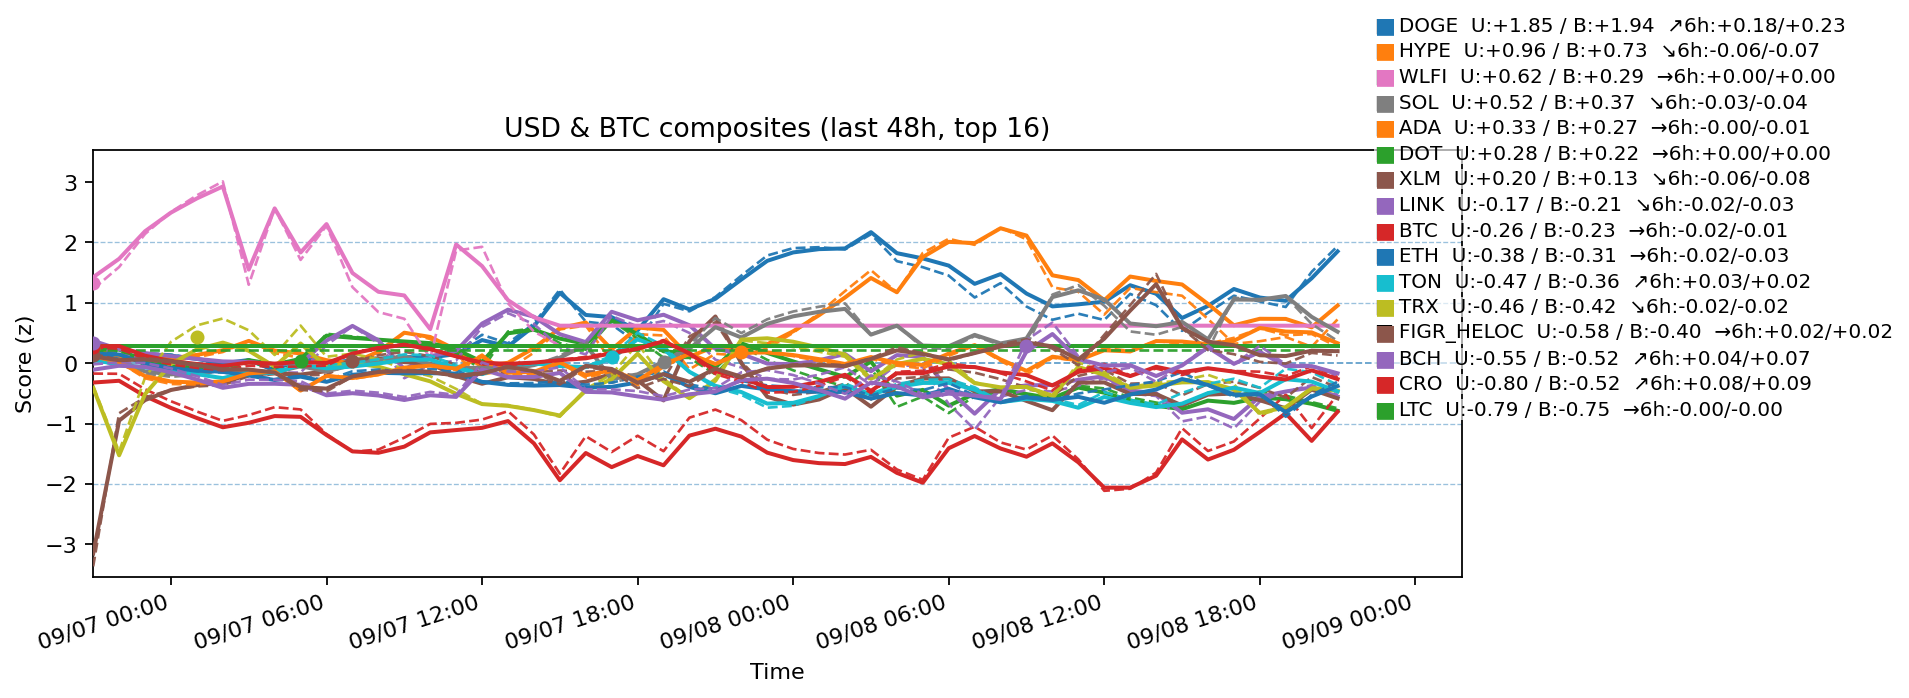 DOGE  U:+1.85 / B:+1.94  ↗6h:+0.18/+0.23
HYPE  U:+0.96 / B:+0.73  ↘6h:-0.06/-0.07
WLFI  U:+0.62 / B:+0.29  →6h:+0.00/+0.00
SOL  U:+0.52 / B:+0.37  ↘6h:-0.03/-0.04
ADA  U:+0.33 / B:+0.27  →6h:-0.00/-0.01
DOT  U:+0.28 / B:+0.22  →6h:+0.00/+0.00
XLM  U:+0.20 / B:+0.13  ↘6h:-0.06/-0.08
LINK  U:-0.17 / B:-0.21  ↘6h:-0.02/-0.03
BTC  U:-0.26 / B:-0.23  →6h:-0.02/-0.01
ETH  U:-0.38 / B:-0.31  →6h:-0.02/-0.03
TON  U:-0.47 / B:-0.36  ↗6h:+0.03/+0.02
TRX  U:-0.46 / B:-0.42  ↘6h:-0.02/-0.02
FIGR_HELOC  U:-0.58 / B:-0.40  →6h:+0.02/+0.02
BCH  U:-0.55 / B:-0.52  ↗6h:+0.04/+0.07
CRO  U:-0.80 / B:-0.52  ↗6h:+0.08/+0.09
LTC  U:-0.79 / B:-0.75  →6h:-0.00/-0.00
USD & BTC composites (last 48h, top 16)
Score (z)
3
2
1
0
−1
−2
−3
09/07 00:00
09/07 06:00
09/07 12:00
09/07 18:00
09/08 00:00
09/08 06:00
09/08 12:00
09/08 18:00
09/09 00:00
Time